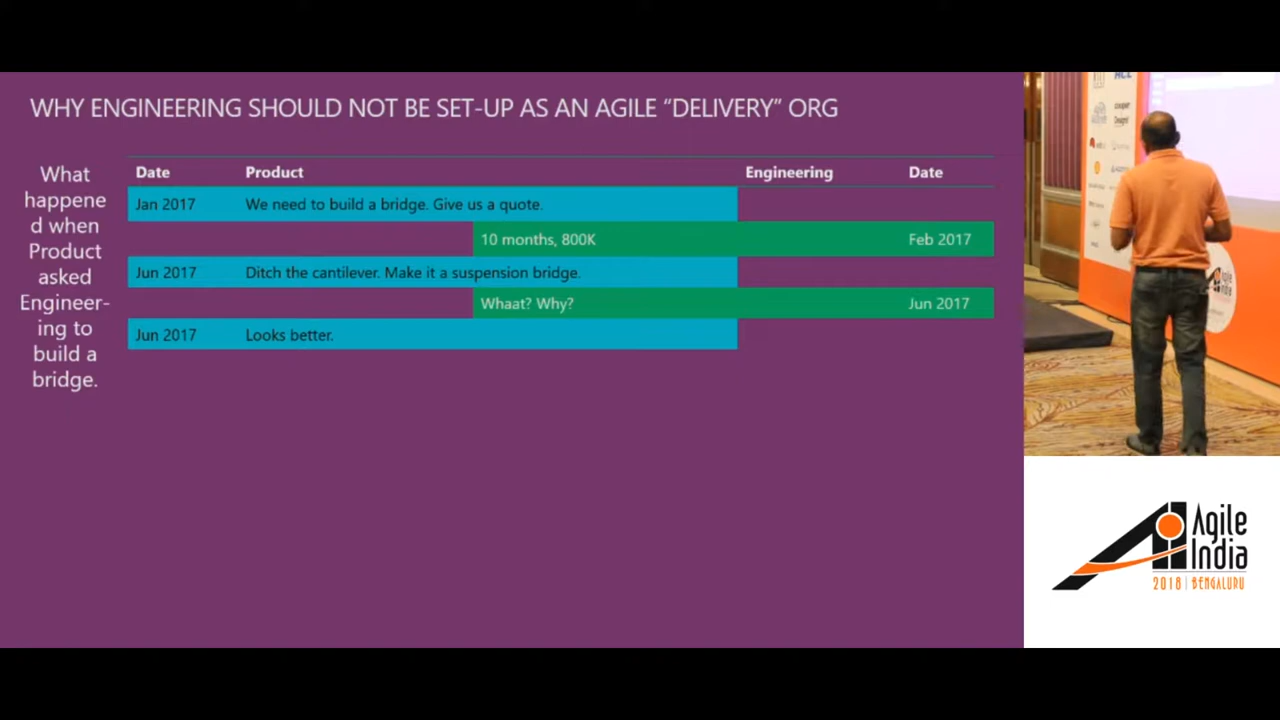 WHY ENGINEERING SHOULD NOT BE SET-UP AS AN AGILE “DELIVERY” ORG
What
happene
d when
Product
asked
Engineer-
ing to
build a
bridge.
Date Product Engineering Date
Jan 2017 We need to build a bridge. Give us a quote.
10 months, 800K Feb 2017
Jun 2017 Ditch the cantilever. Make it a suspension bridge.
Whaat? Why? Jun 2017
Jun 2017 Looks better.
Agile
India
Agile
India
2018 | BENGALURU